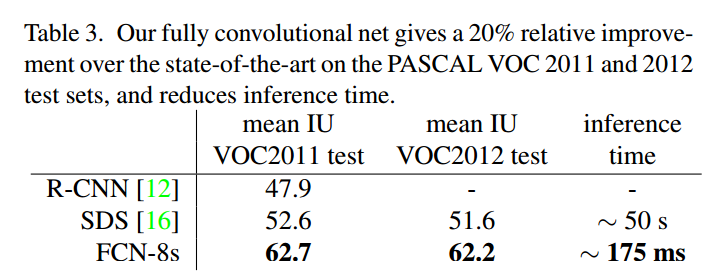 Table 3. Our fully convolutional net gives a 20% relative improve-
ment over the state-of-the-art on the PASCAL VOC 2011 and 2012
test sets, and reduces inference time.
mean IU mean IU inference
VOC2011 test VOC2012 test time
R-CNN [12] 47.9 - -
SDS [16] 52.6 51.6 ∼ 50 s
FCN-8s 62.7 62.2 ∼ 175 ms